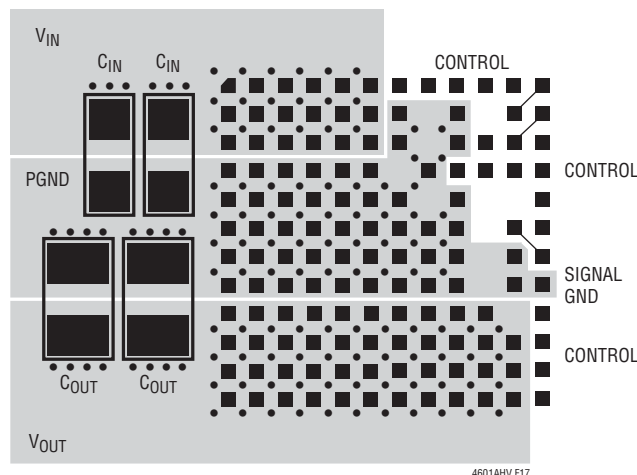 VIN
CIN CIN
CONTROL
PGND
CONTROL
SIGNAL
GND
CONTROL
COUT COUT
VOUT
4601AHV F17